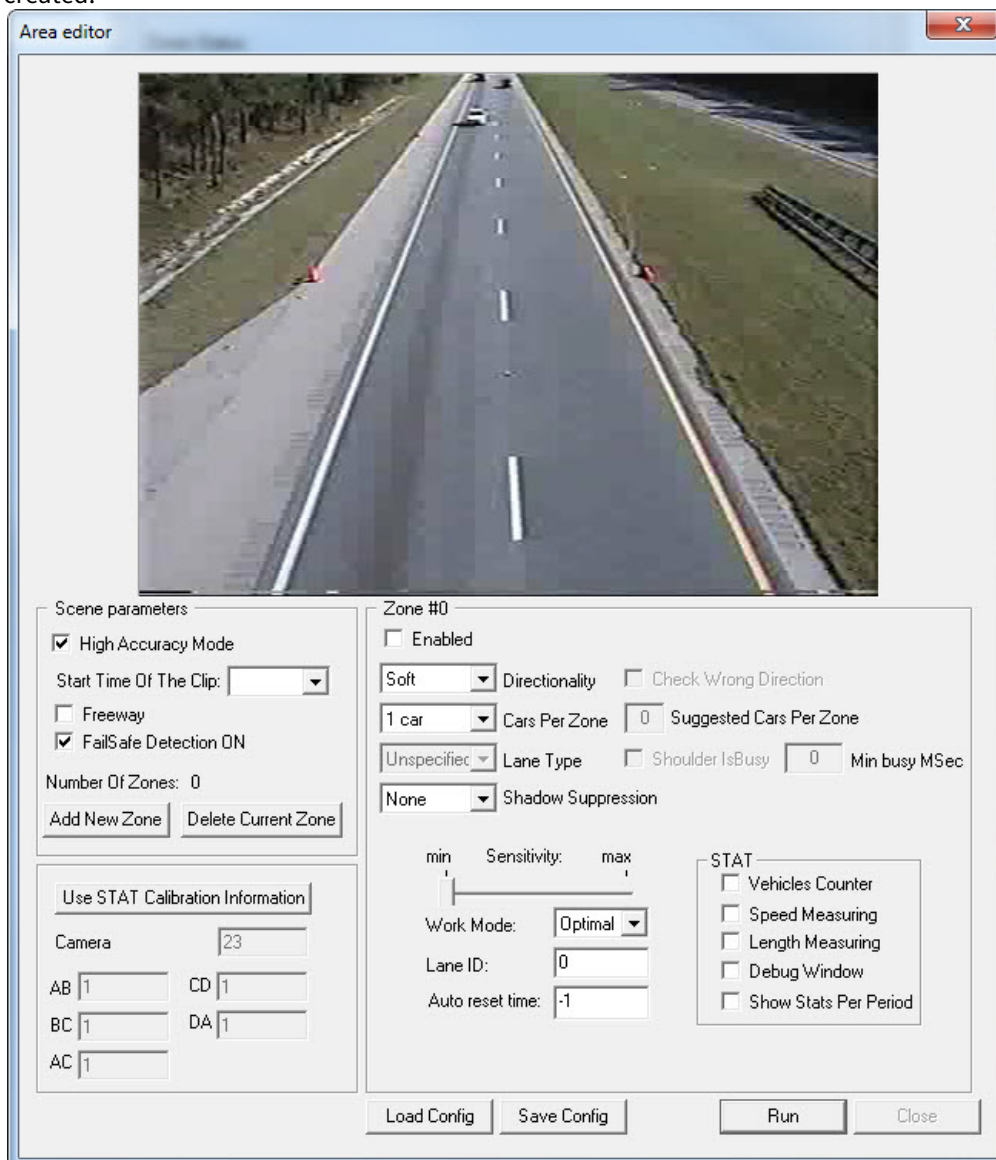 created.
Area editor
Scene parameters
High Accuracy Mode
Start Time Of The Clip:
Freeway
FailSafe Detection ON
Number Of Zones: 0
Add New Zone Delete Current Zone
Use STAT Calibration Information
Camera 23
AB 1 CD 1
BC 1 DA 1
AC 1
Zone #0
Enabled
Soft Directionality Check Wrong Direction
1 car Cars Per Zone 0 Suggested Cars Per Zone
Unspecified Lane Type Shoulder IsBusy 0 Min busy MSec
None Shadow Suppression
min Sensitivity: max
Work Mode: Optimal
Lane ID: 0
Auto reset time: -1
STAT
Vehicles Counter
Speed Measuring
Length Measuring
Debug Window
Show Stats Per Period
Load Config Save Config Run Close